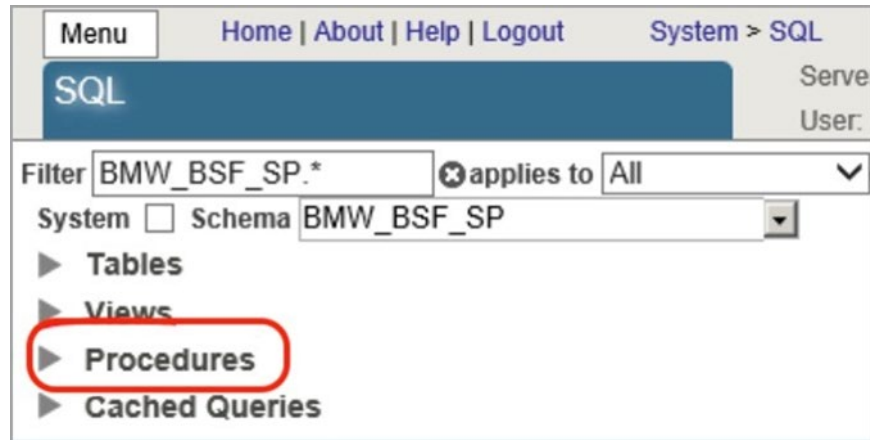 Menu Home | About | Help | Logout System > SQL
SQL
Serve
User:
Filter BMW_BSF_SP.* applies to All
System Schema BMW_BSF_SP
Tables
Views
Procedures
Cached Queries